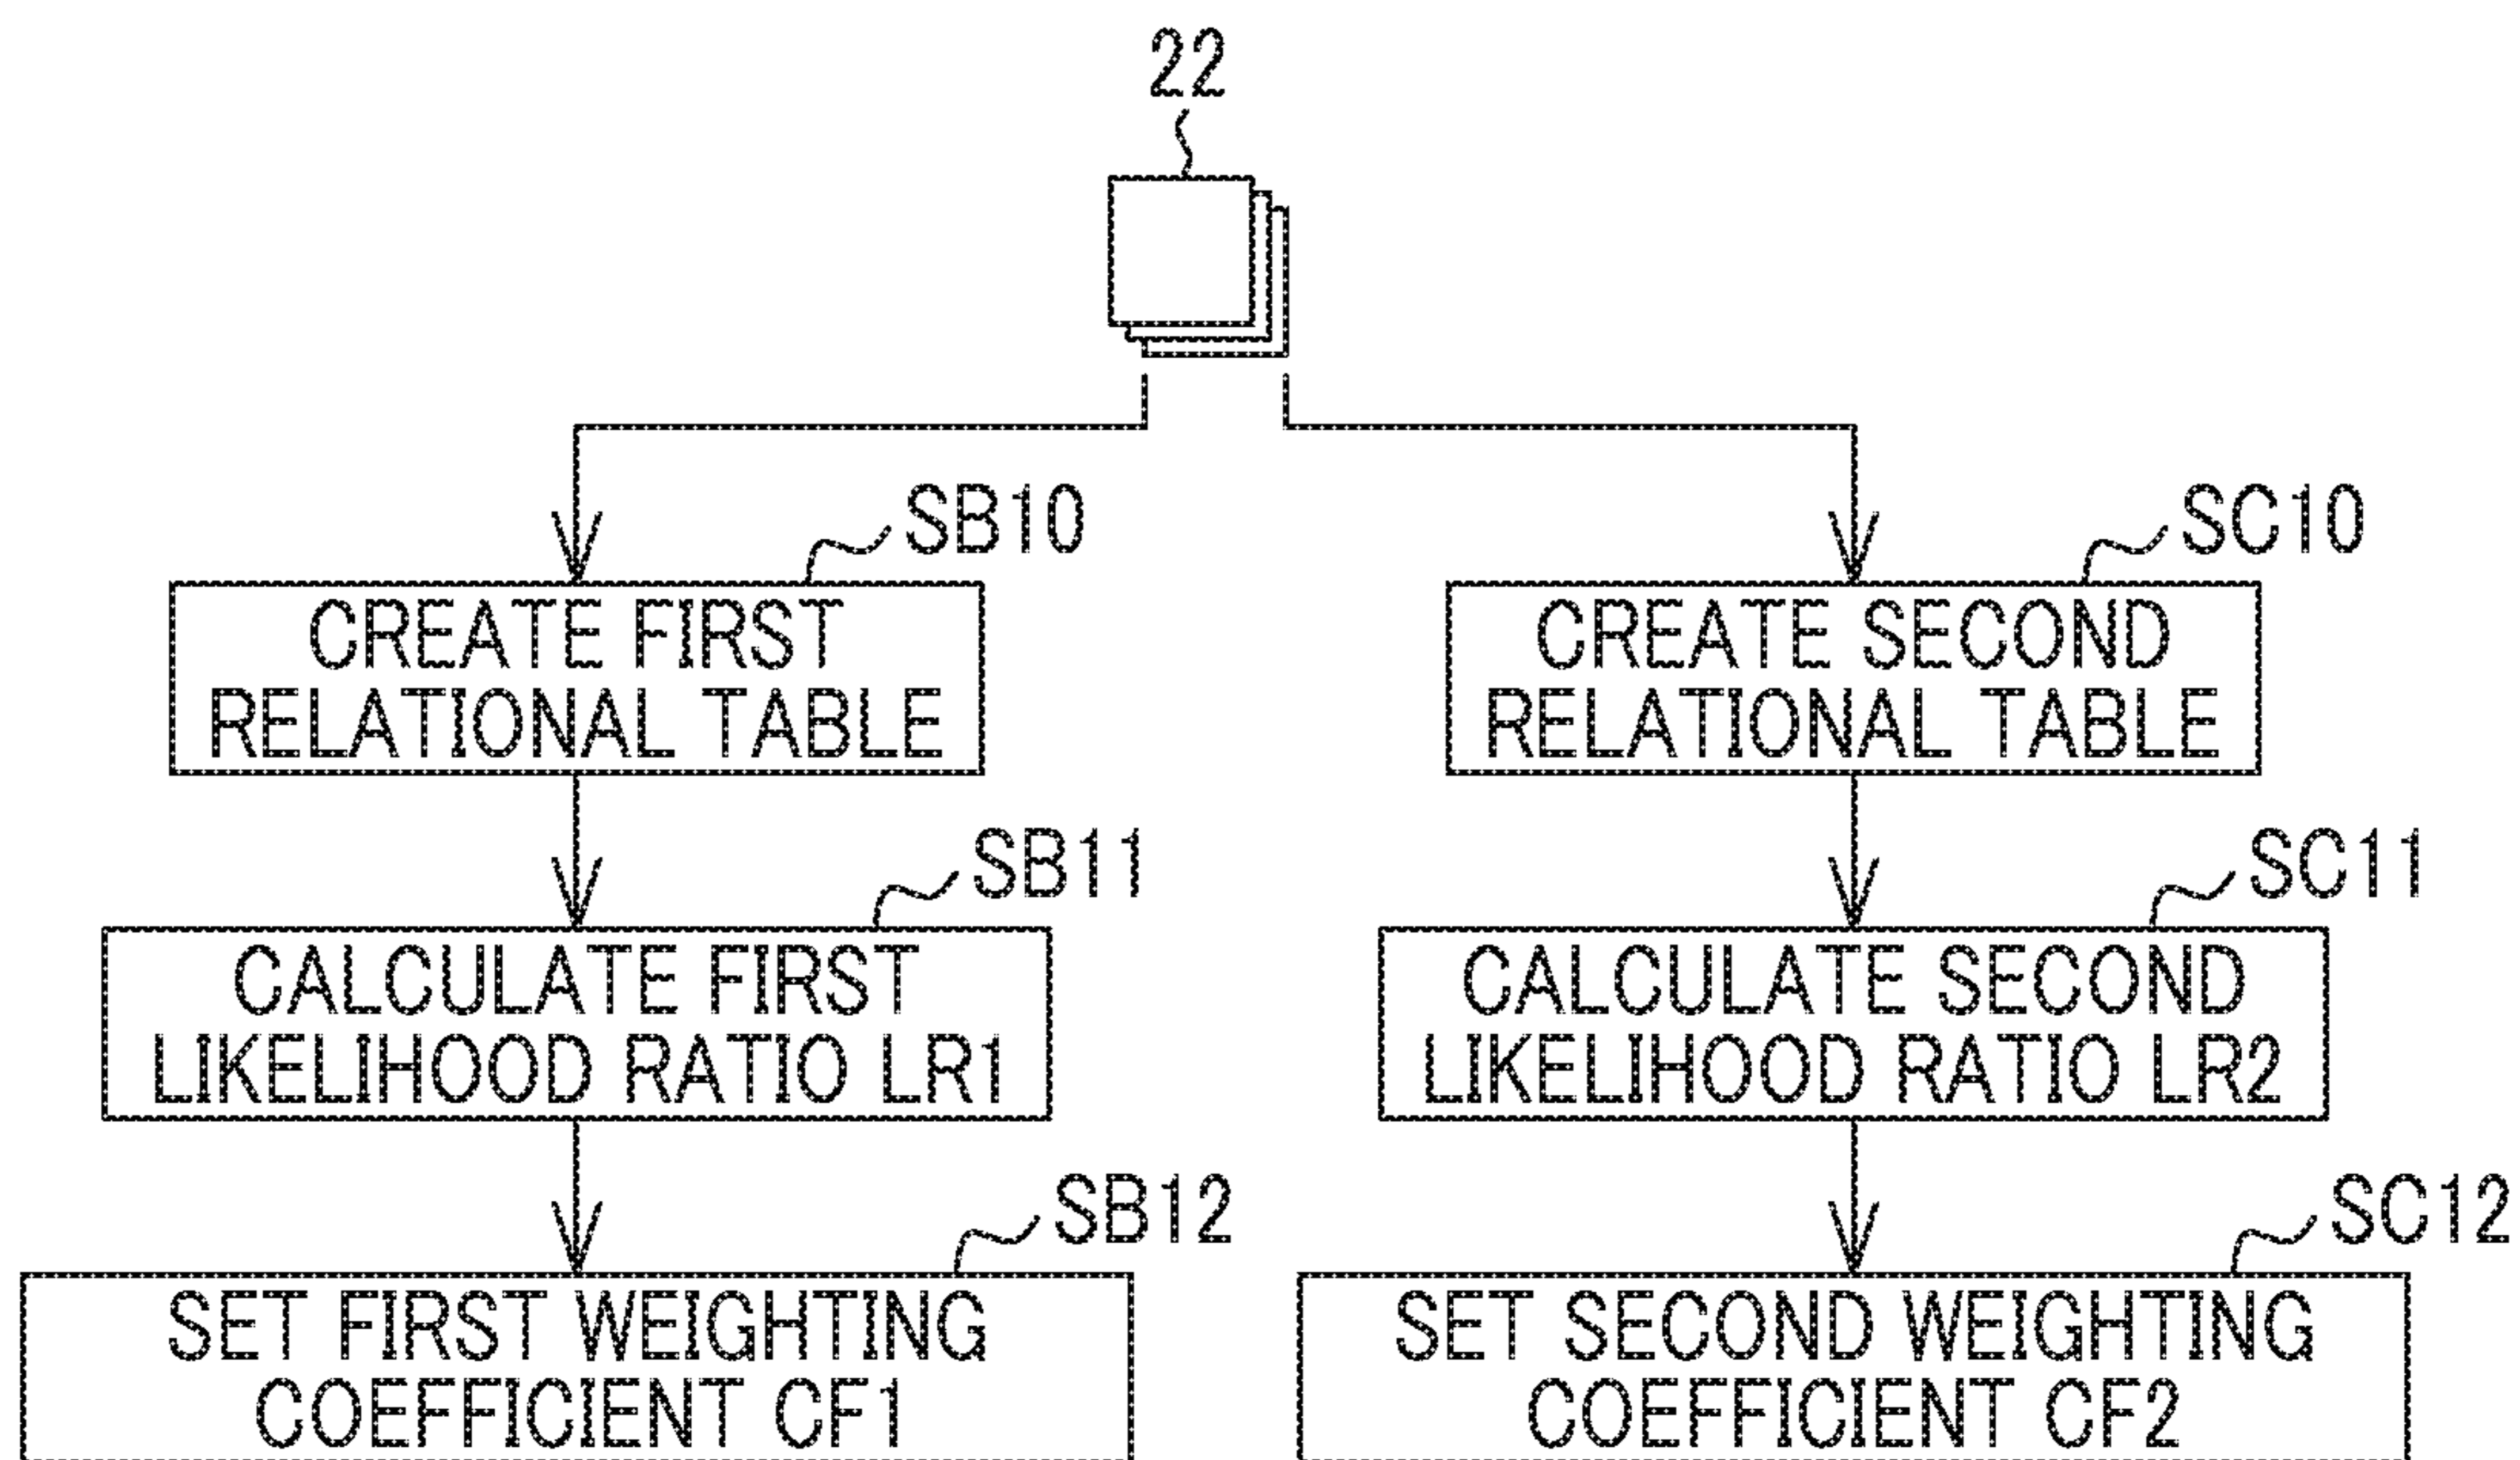 22
SB10
CREATE FIRST
RELATIONAL TABLE
SB11
CALCULATE FIRST
LIKELIHOOD RATIO LR1
SB12
SET FIRST WEIGHTING
COEFFICIENT CF1
SC10
CREATE SECOND
RELATIONAL TABLE
SC11
CALCULATE SECOND
LIKELIHOOD RATIO LR2
SC12
SET SECOND WEIGHTING
COEFFICIENT CF2